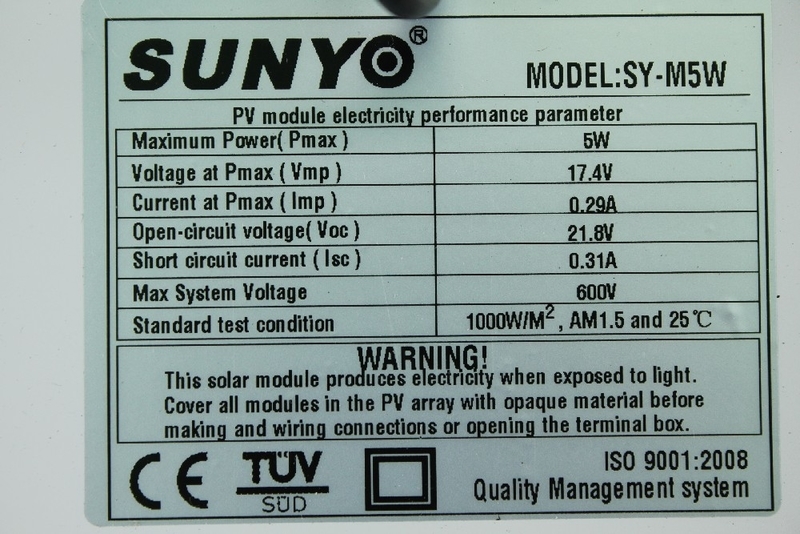 SUNYO®
MODEL:SY-M5W
PV module electricity performance parameter
Maximum Power( Pmax ) 5W
Voltage at Pmax ( Vmp ) 17.4V
Current at Pmax ( Imp ) 0.29A
Open-circuit voltage( Voc ) 21.8V
Short circuit current ( Isc ) 0.31A
Max System Voltage 600V
Standard test condition 1000W/M², AM1.5 and 25℃
WARNING!
This solar module produces electricity when exposed to light.
Cover all modules in the PV array with opaque material before
making and wiring connections or opening the terminal box.
CE
TÜV
SÜD
ISO 9001:2008
Quality Management system